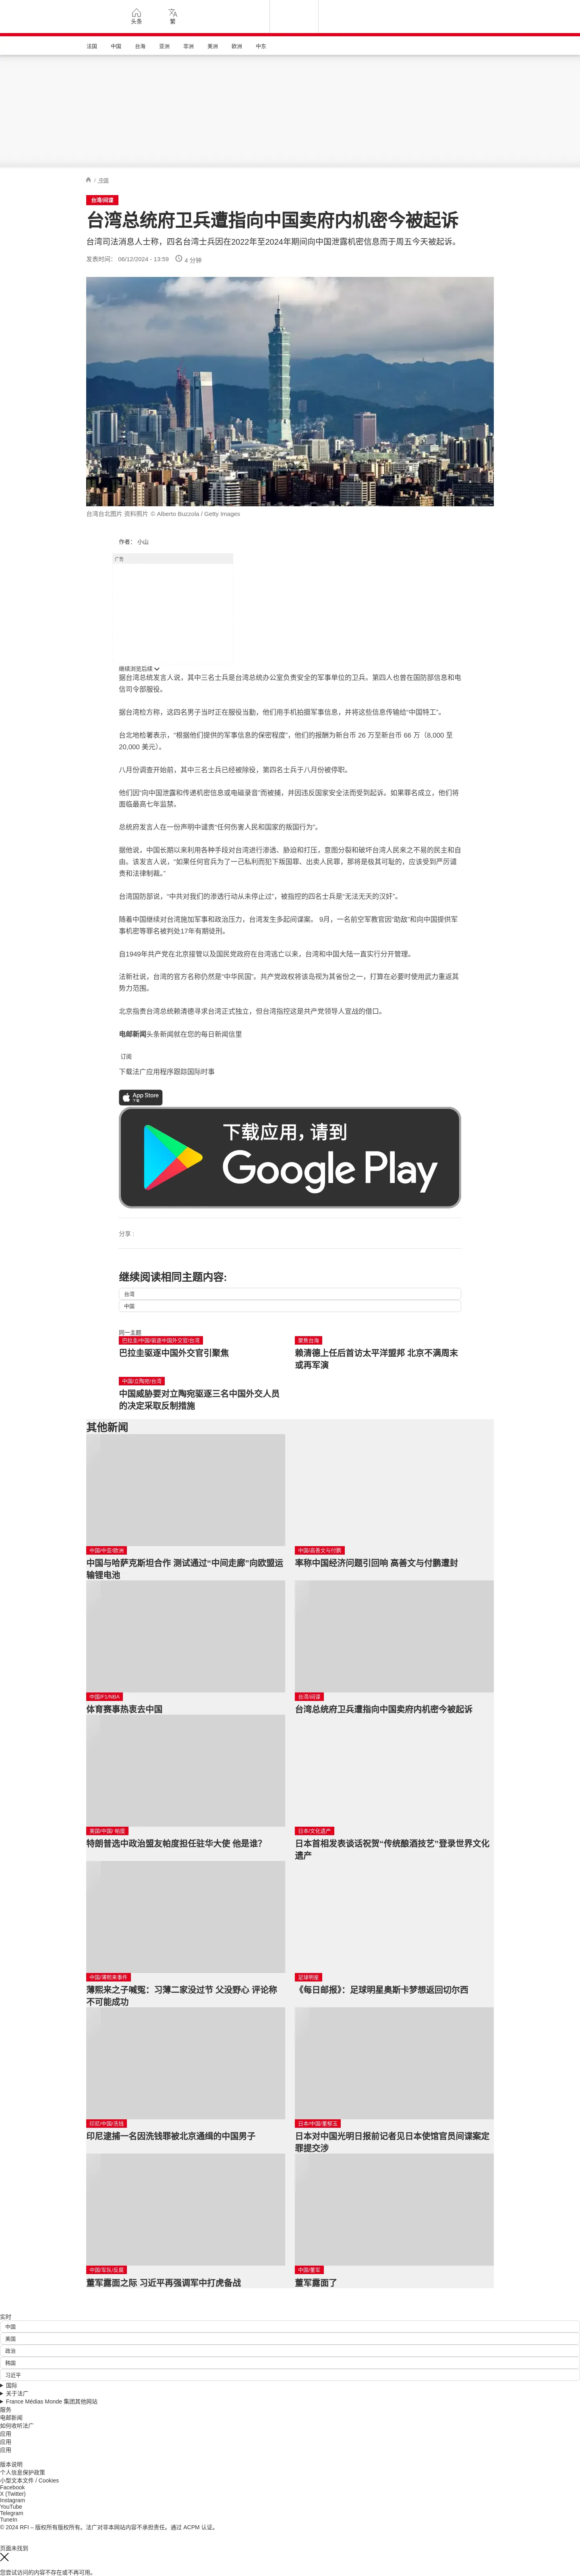 头条
繁
法国
中国
台海
亚洲
非洲
美洲
欧洲
中东
/ 中国
台湾/间谍
台湾总统府卫兵遭指向中国卖府内机密今被起诉
台湾司法消息人士称，四名台湾士兵因在2022年至2024年期间向中国泄露机密信息而于周五今天被起诉。
发表时间： 06/12/2024 - 13:59
4 分钟
台湾台北图片 资料照片 © Alberto Buzzola / Getty Images
作者： 小山
广告
继续浏览后续
据台湾总统发言人说，其中三名士兵是台湾总统办公室负责安全的军事单位的卫兵。第四人也曾在国防部信息和电
信司令部服役。
据台湾检方称，这四名男子当时正在服役当勤，他们用手机拍摄军事信息，并将这些信息传输给“中国特工”。
台北地检署表示，“根据他们提供的军事信息的保密程度”，他们的报酬为新台币 26 万至新台币 66 万（8,000 至
20,000 美元）。
八月份调查开始前，其中三名士兵已经被除役，第四名士兵于八月份被停职。
他们因“向中国泄露和传递机密信息或电磁录音”而被捕，并因违反国家安全法而受到起诉。如果罪名成立，他们将
面临最高七年监禁。
总统府发言人在一份声明中谴责“任何伤害人民和国家的叛国行为”。
据他说，中国长期以来利用各种手段对台湾进行渗透、胁迫和打压，意图分裂和破坏台湾人民来之不易的民主和自
由。该发言人说，“如果任何官兵为了一己私利而犯下叛国罪、出卖人民罪，那将是极其可耻的，应该受到严厉谴
责和法律制裁。”
台湾国防部说，“中共对我们的渗透行动从未停止过”，被指控的四名士兵是“无法无天的汉奸”。
随着中国继续对台湾施加军事和政治压力，台湾发生多起间谍案。 9月，一名前空军教官因“助敌”和向中国提供军
事机密等罪名被判处17年有期徒刑。
自1949年共产党在北京接管以及国民党政府在台湾逃亡以来，台湾和中国大陆一直实行分开管理。
法新社说，台湾的官方名称仍然是“中华民国”。共产党政权将该岛视为其省份之一，打算在必要时使用武力重返其
势力范围。
北京指责台湾总统赖清德寻求台湾正式独立，但台湾指控这是共产党领导人宣战的借口。
电邮新闻头条新闻就在您的每日新闻信里
订阅
下载法广应用程序跟踪国际时事
App Store
下载
下载应用，请到
Google Play
分享 :
继续阅读相同主题内容:
台湾
中国
同一主题
巴拉圭/中国/驱逐中国外交官/台湾
巴拉圭驱逐中国外交官引聚焦
聚焦台海
赖清德上任后首访太平洋盟邦 北京不满周末
或再军演
中国/立陶宛/台湾
中国威胁要对立陶宛驱逐三名中国外交人员
的决定采取反制措施
其他新闻
中国/中亚/欧洲
中国与哈萨克斯坦合作 测试通过“中间走廊”向欧盟运
输锂电池
中国/高善文与付鹏
率称中国经济问题引回响 高善文与付鹏遭封
中国/F1/NBA
体育赛事热衷去中国
台湾/间谍
台湾总统府卫兵遭指向中国卖府内机密今被起诉
美国/中国/ 帕度
特朗普选中政治盟友帕度担任驻华大使 他是谁？
日本/文化遗产
日本首相发表谈话祝贺“传统酿酒技艺”登录世界文化
遗产
中国/薄熙来事件
薄熙来之子喊冤：习薄二家没过节 父没野心 评论称
不可能成功
足球明星
《每日邮报》：足球明星奥斯卡梦想返回切尔西
印尼/中国/洗钱
印尼逮捕一名因洗钱罪被北京通缉的中国男子
日本/中国/董郁玉
日本对中国光明日报前记者见日本使馆官员间谍案定
罪提交涉
中国/军队/反腐
董军露面之际 习近平再强调军中打虎备战
中国/董军
董军露面了
实时
中国
美国
政治
韩国
习近平
国际
关于法广
France Médias Monde 集团其他网站
服务
电邮新闻
如何收听法广
应用
应用
应用
版本说明
个人信息保护政策
小型文本文件 / Cookies
Facebook
X (Twitter)
Instagram
YouTube
Telegram
TuneIn
© 2024 RFI – 版权所有版权所有。法广对非本网站内容不承担责任。通过 ACPM 认证。
页面未找到
您尝试访问的内容不存在或不再可用。